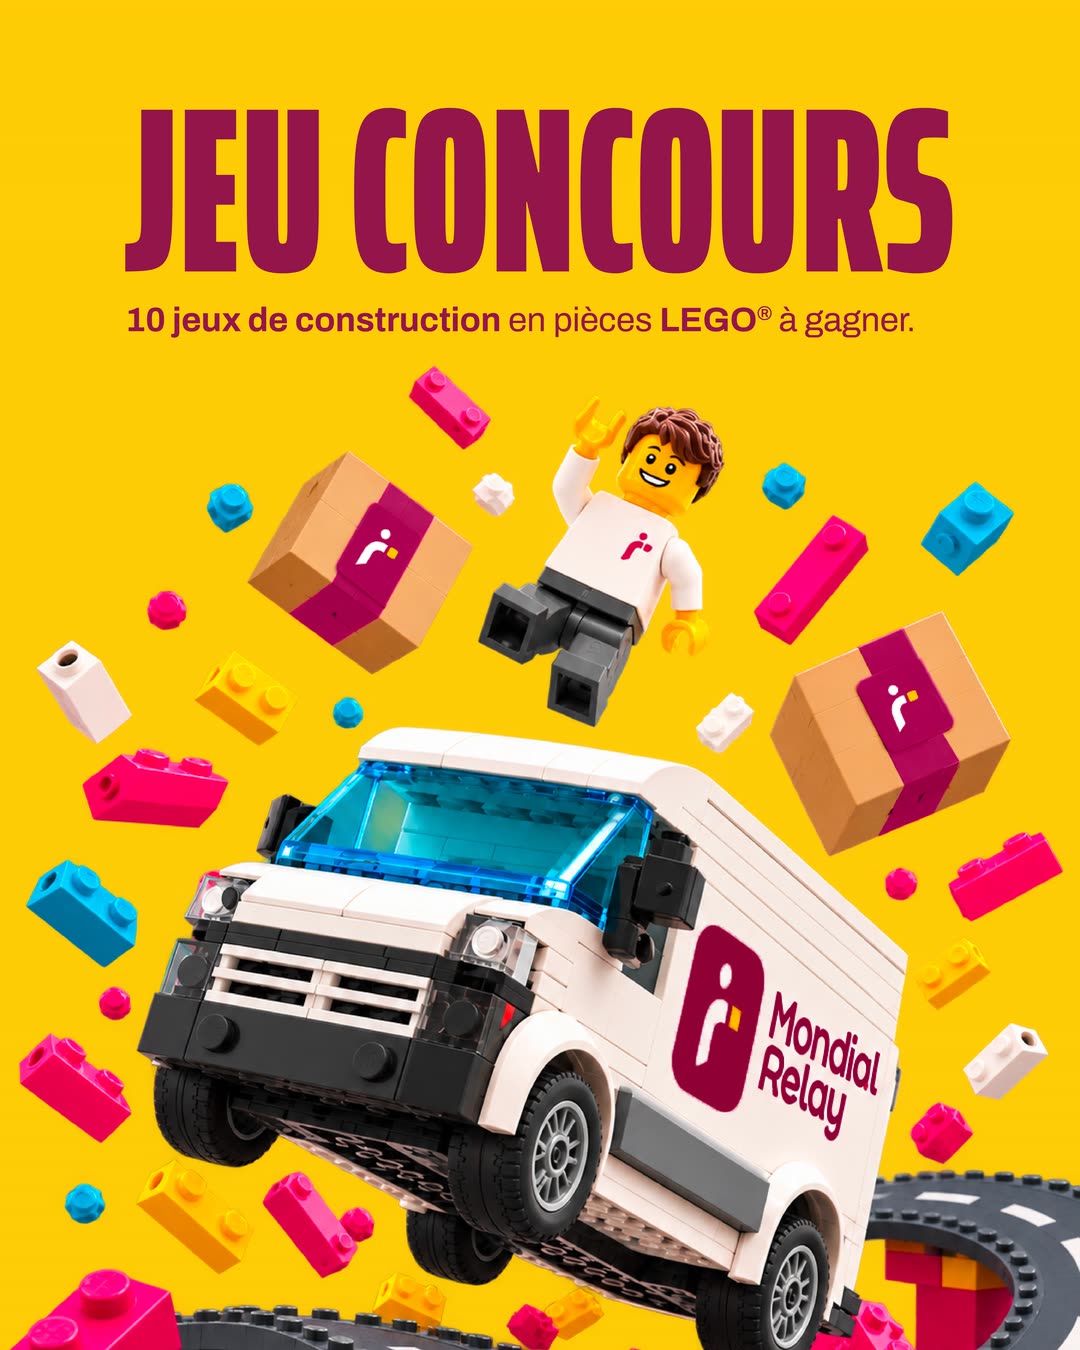 JEU CONCOURS
10 jeux de construction en pièces LEGO® à gagner.
Mondial
Relay